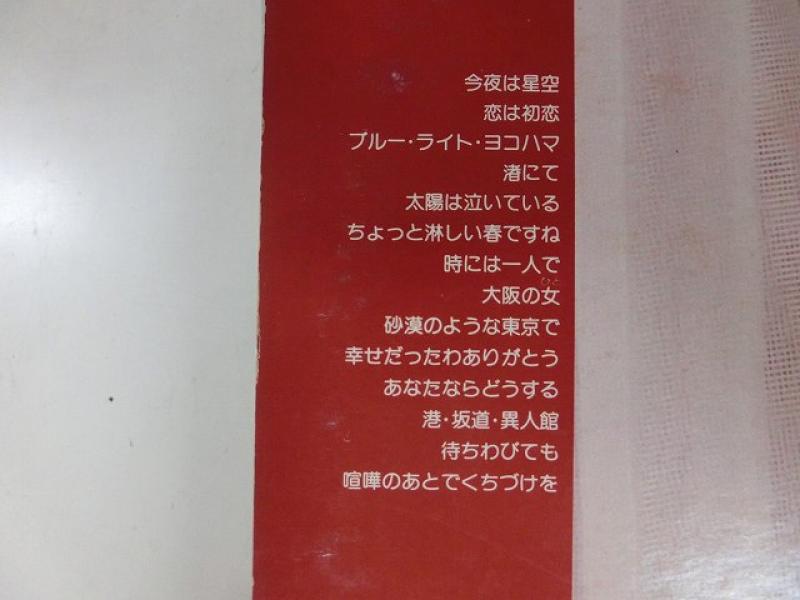 今夜は星空
恋は初恋
ブルー・ライト・ヨコハマ
渚にて
太陽は泣いている
ちょっと淋しい春ですね
時には一人で
ひと
大阪の女
砂漠のような東京で
幸せだったわありがとう
あなたならどうする
港・坂道・異人館
待ちわびても
喧嘩のあとでくちづけを